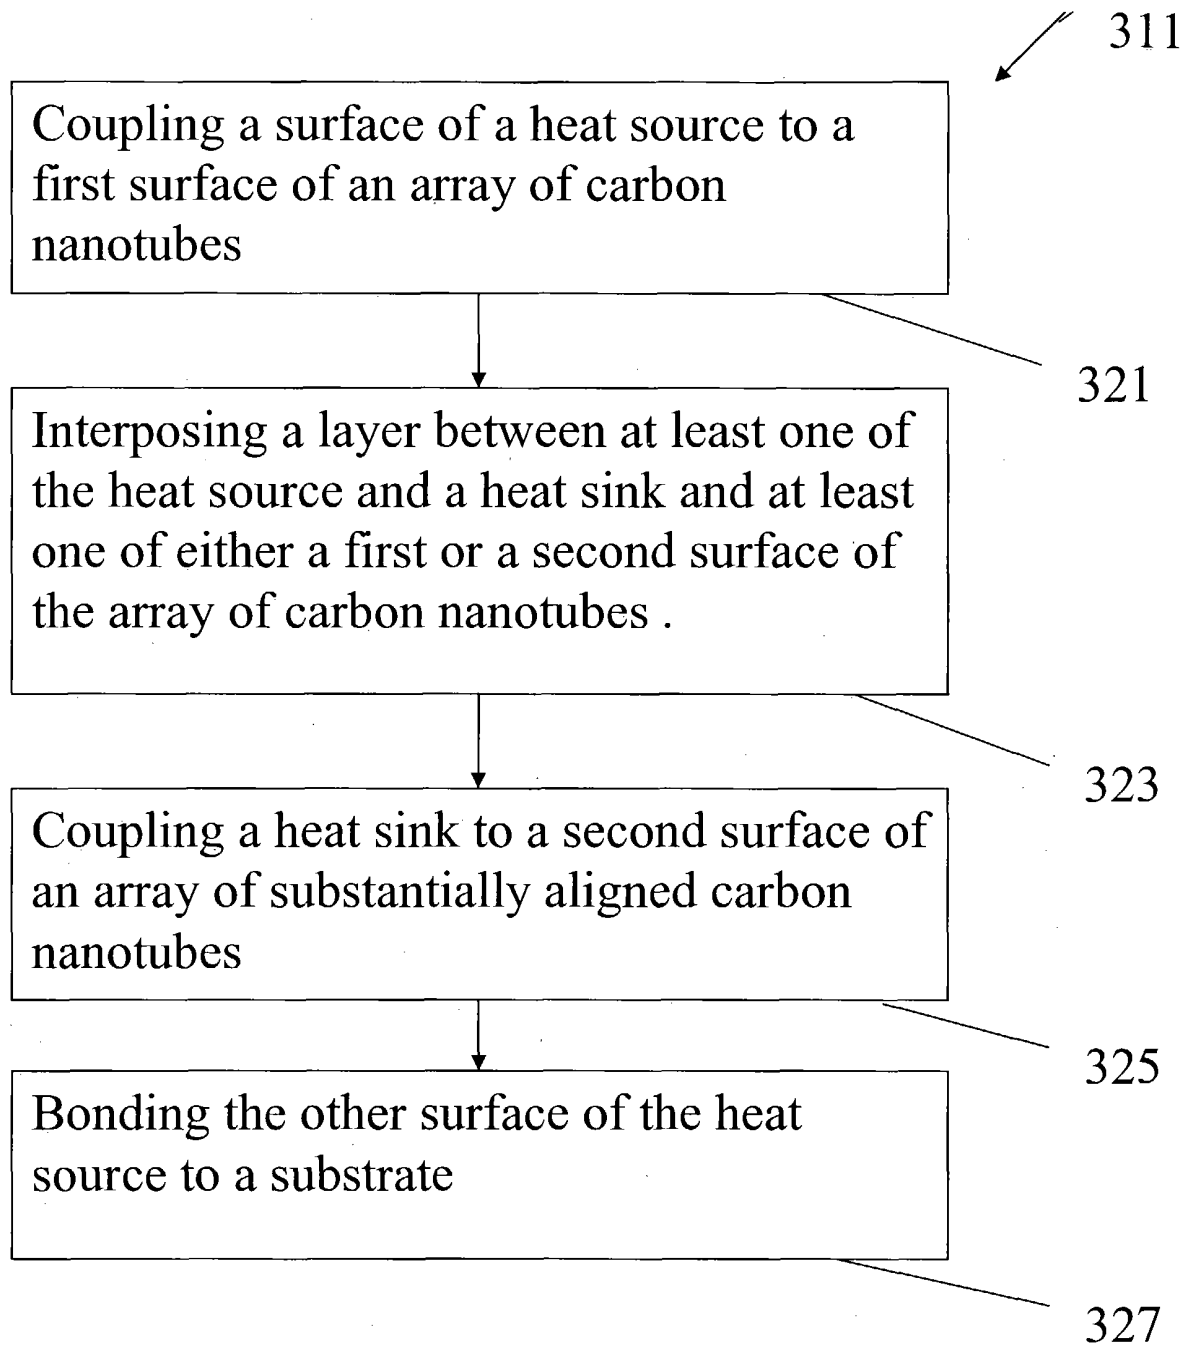 311
Coupling a surface of a heat source to a
first surface of an array of carbon
nanotubes
321
Interposing a layer between at least one of
the heat source and a heat sink and at least
one of either a first or a second surface of
the array of carbon nanotubes .
323
Coupling a heat sink to a second surface of
an array of substantially aligned carbon
nanotubes
325
Bonding the other surface of the heat
source to a substrate
327